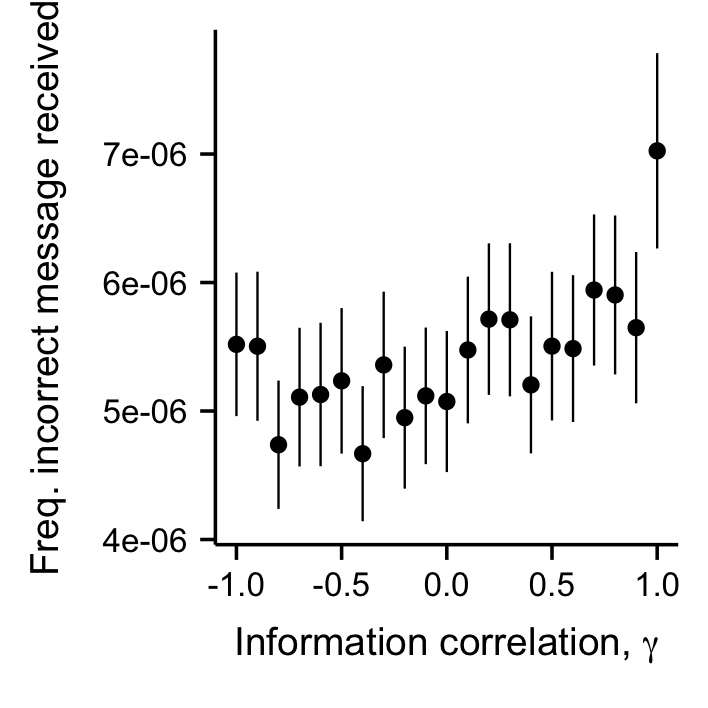 Freq. incorrect message received
7e-06
6e-06
5e-06
4e-06
-1.0 -0.5 0.0 0.5 1.0
Information correlation, γ